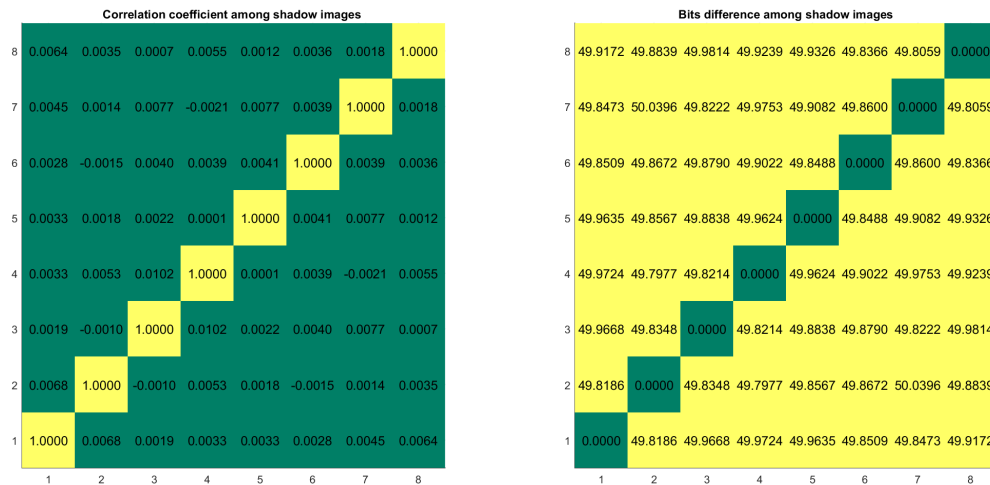 Correlation coefficient among shadow images
8 0.0064 0.0035 0.0007 0.0055 0.0012 0.0036 0.0018 1.0000
7 0.0045 0.0014 0.0077 -0.0021 0.0077 0.0039 1.0000 0.0018
6 0.0028 -0.0015 0.0040 0.0039 0.0041 1.0000 0.0039 0.0036
5 0.0033 0.0018 0.0022 0.0001 1.0000 0.0041 0.0077 0.0012
4 0.0033 0.0053 0.0102 1.0000 0.0001 0.0039 -0.0021 0.0055
3 0.0019 -0.0010 1.0000 0.0102 0.0022 0.0040 0.0077 0.0007
2 0.0068 1.0000 -0.0010 0.0053 0.0018 -0.0015 0.0014 0.0035
1 1.0000 0.0068 0.0019 0.0033 0.0033 0.0028 0.0045 0.0064
1 2 3 4 5 6 7 8
Bits difference among shadow images
8 49.9172 49.8839 49.9814 49.9239 49.9326 49.8366 49.8059 0.0000
7 49.8473 50.0396 49.8222 49.9753 49.9082 49.8600 0.0000 49.8059
6 49.8509 49.8672 49.8790 49.9022 49.8488 0.0000 49.8600 49.8366
5 49.9635 49.8567 49.8838 49.9624 0.0000 49.8488 49.9082 49.9326
4 49.9724 49.7977 49.8214 0.0000 49.9624 49.9022 49.9753 49.9239
3 49.9668 49.8348 0.0000 49.8214 49.8838 49.8790 49.8222 49.9814
2 49.8186 0.0000 49.8348 49.7977 49.8567 49.8672 50.0396 49.8839
1 0.0000 49.8186 49.9668 49.9724 49.9635 49.8509 49.8473 49.9172
1 2 3 4 5 6 7 8